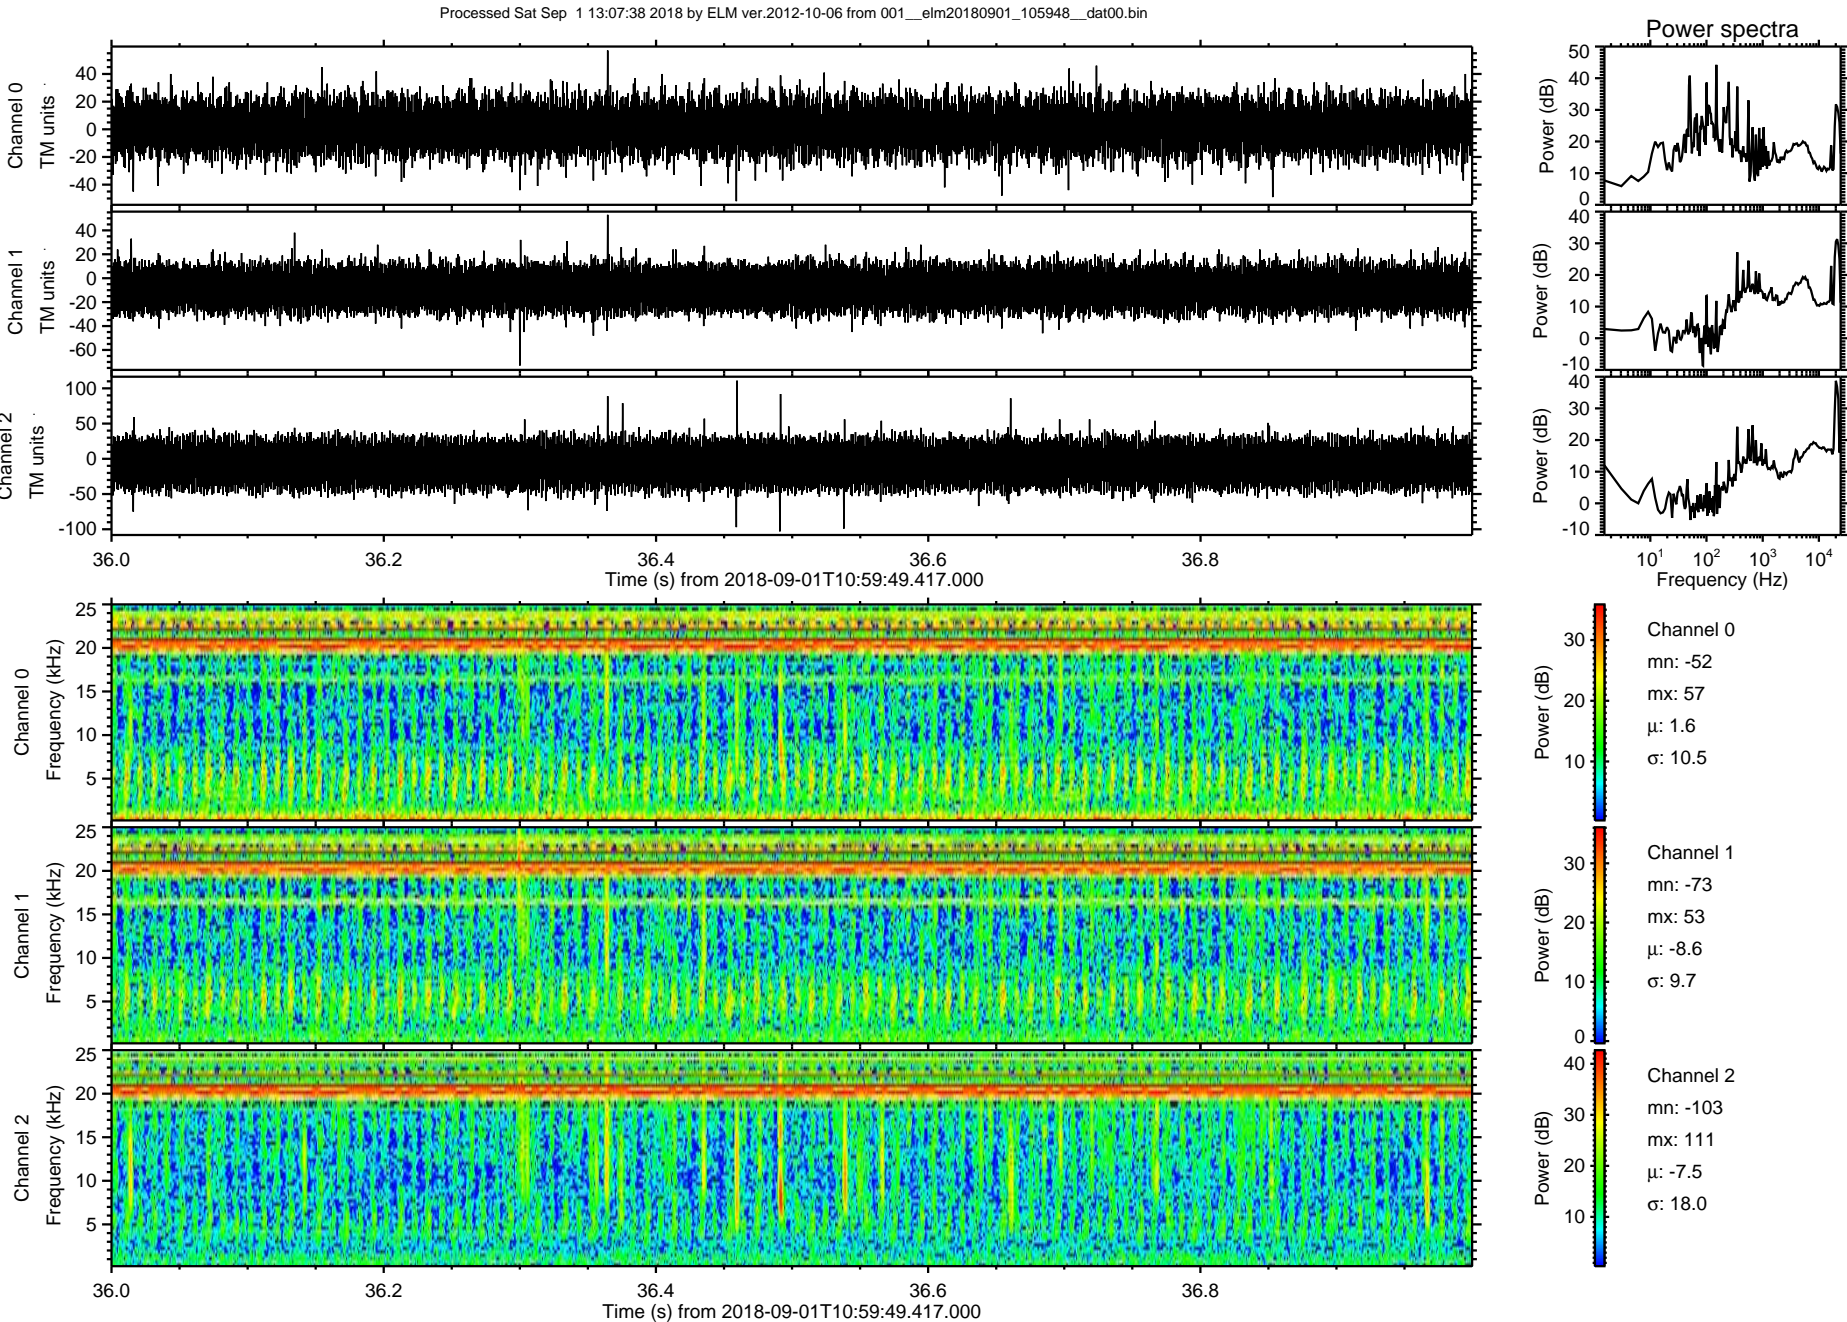 Processed Sat Sep 1 13:07:38 2018 by ELM ver.2012-10-06 from 001__elm20180901_105948__dat00.bin
Power spectra
Channel 0
TM units
40
20
0
-20
-40
Power (dB)
50
40
30
20
10
0
Channel 1
TM units
40
20
0
-20
-40
-60
Power (dB)
40
30
20
10
0
-10
Channel 2
TM units
100
50
0
-50
-100
Power (dB)
40
30
20
10
0
-10
36.0 36.2 36.4 36.6 36.8
Time (s) from 2018-09-01T10:59:49.417.000
10¹ 10² 10³ 10⁴
Frequency (Hz)
Channel 0
Frequency (kHz)
25
20
15
10
5
Power (dB)
30
20
10
Channel 0
mn: -52
mx: 57
μ: 1.6
σ: 10.5
Channel 1
Frequency (kHz)
25
20
15
10
5
Power (dB)
30
20
10
0
Channel 1
mn: -73
mx: 53
μ: -8.6
σ: 9.7
Channel 2
Frequency (kHz)
25
20
15
10
5
Power (dB)
40
30
20
10
Channel 2
mn: -103
mx: 111
μ: -7.5
σ: 18.0
36.0 36.2 36.4 36.6 36.8
Time (s) from 2018-09-01T10:59:49.417.000